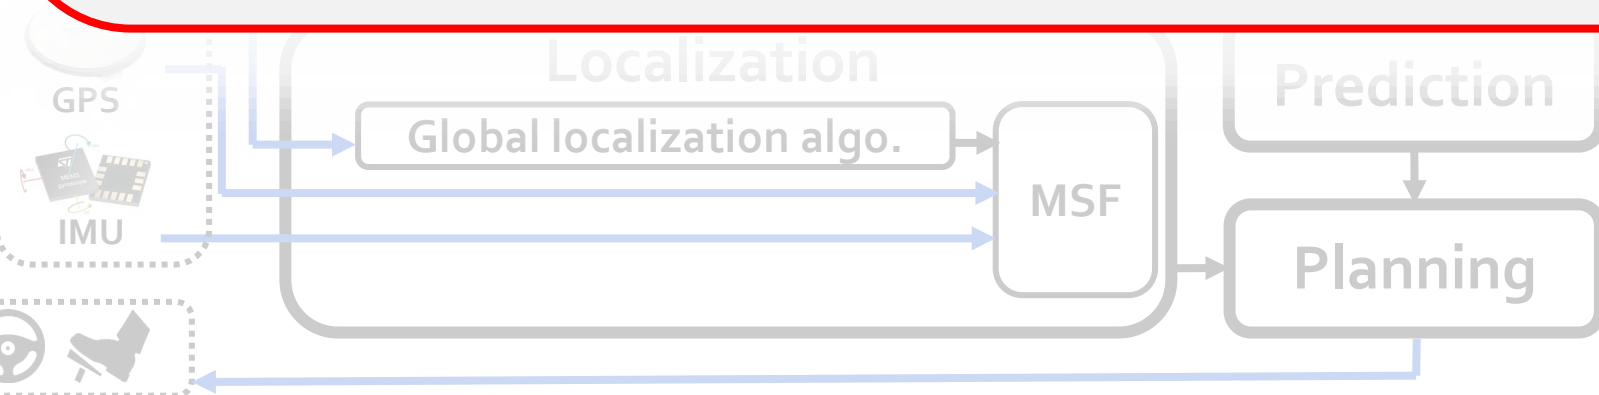 Localization
Prediction
GPS
Global localization algo.
MSF
IMU
Planning